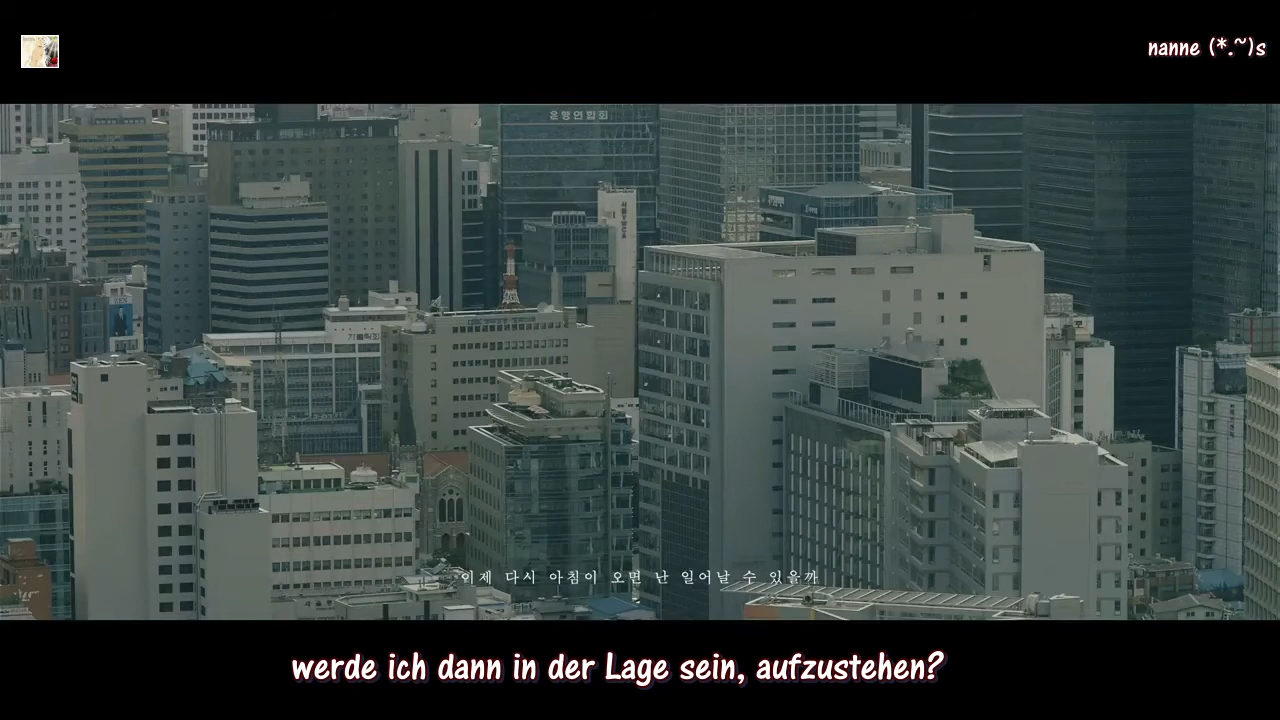 nanne (*.~)s
은행연합회
이제 다시 아침이 오면 난 일어날 수 있을까
werde ich dann in der Lage sein, aufzustehen?